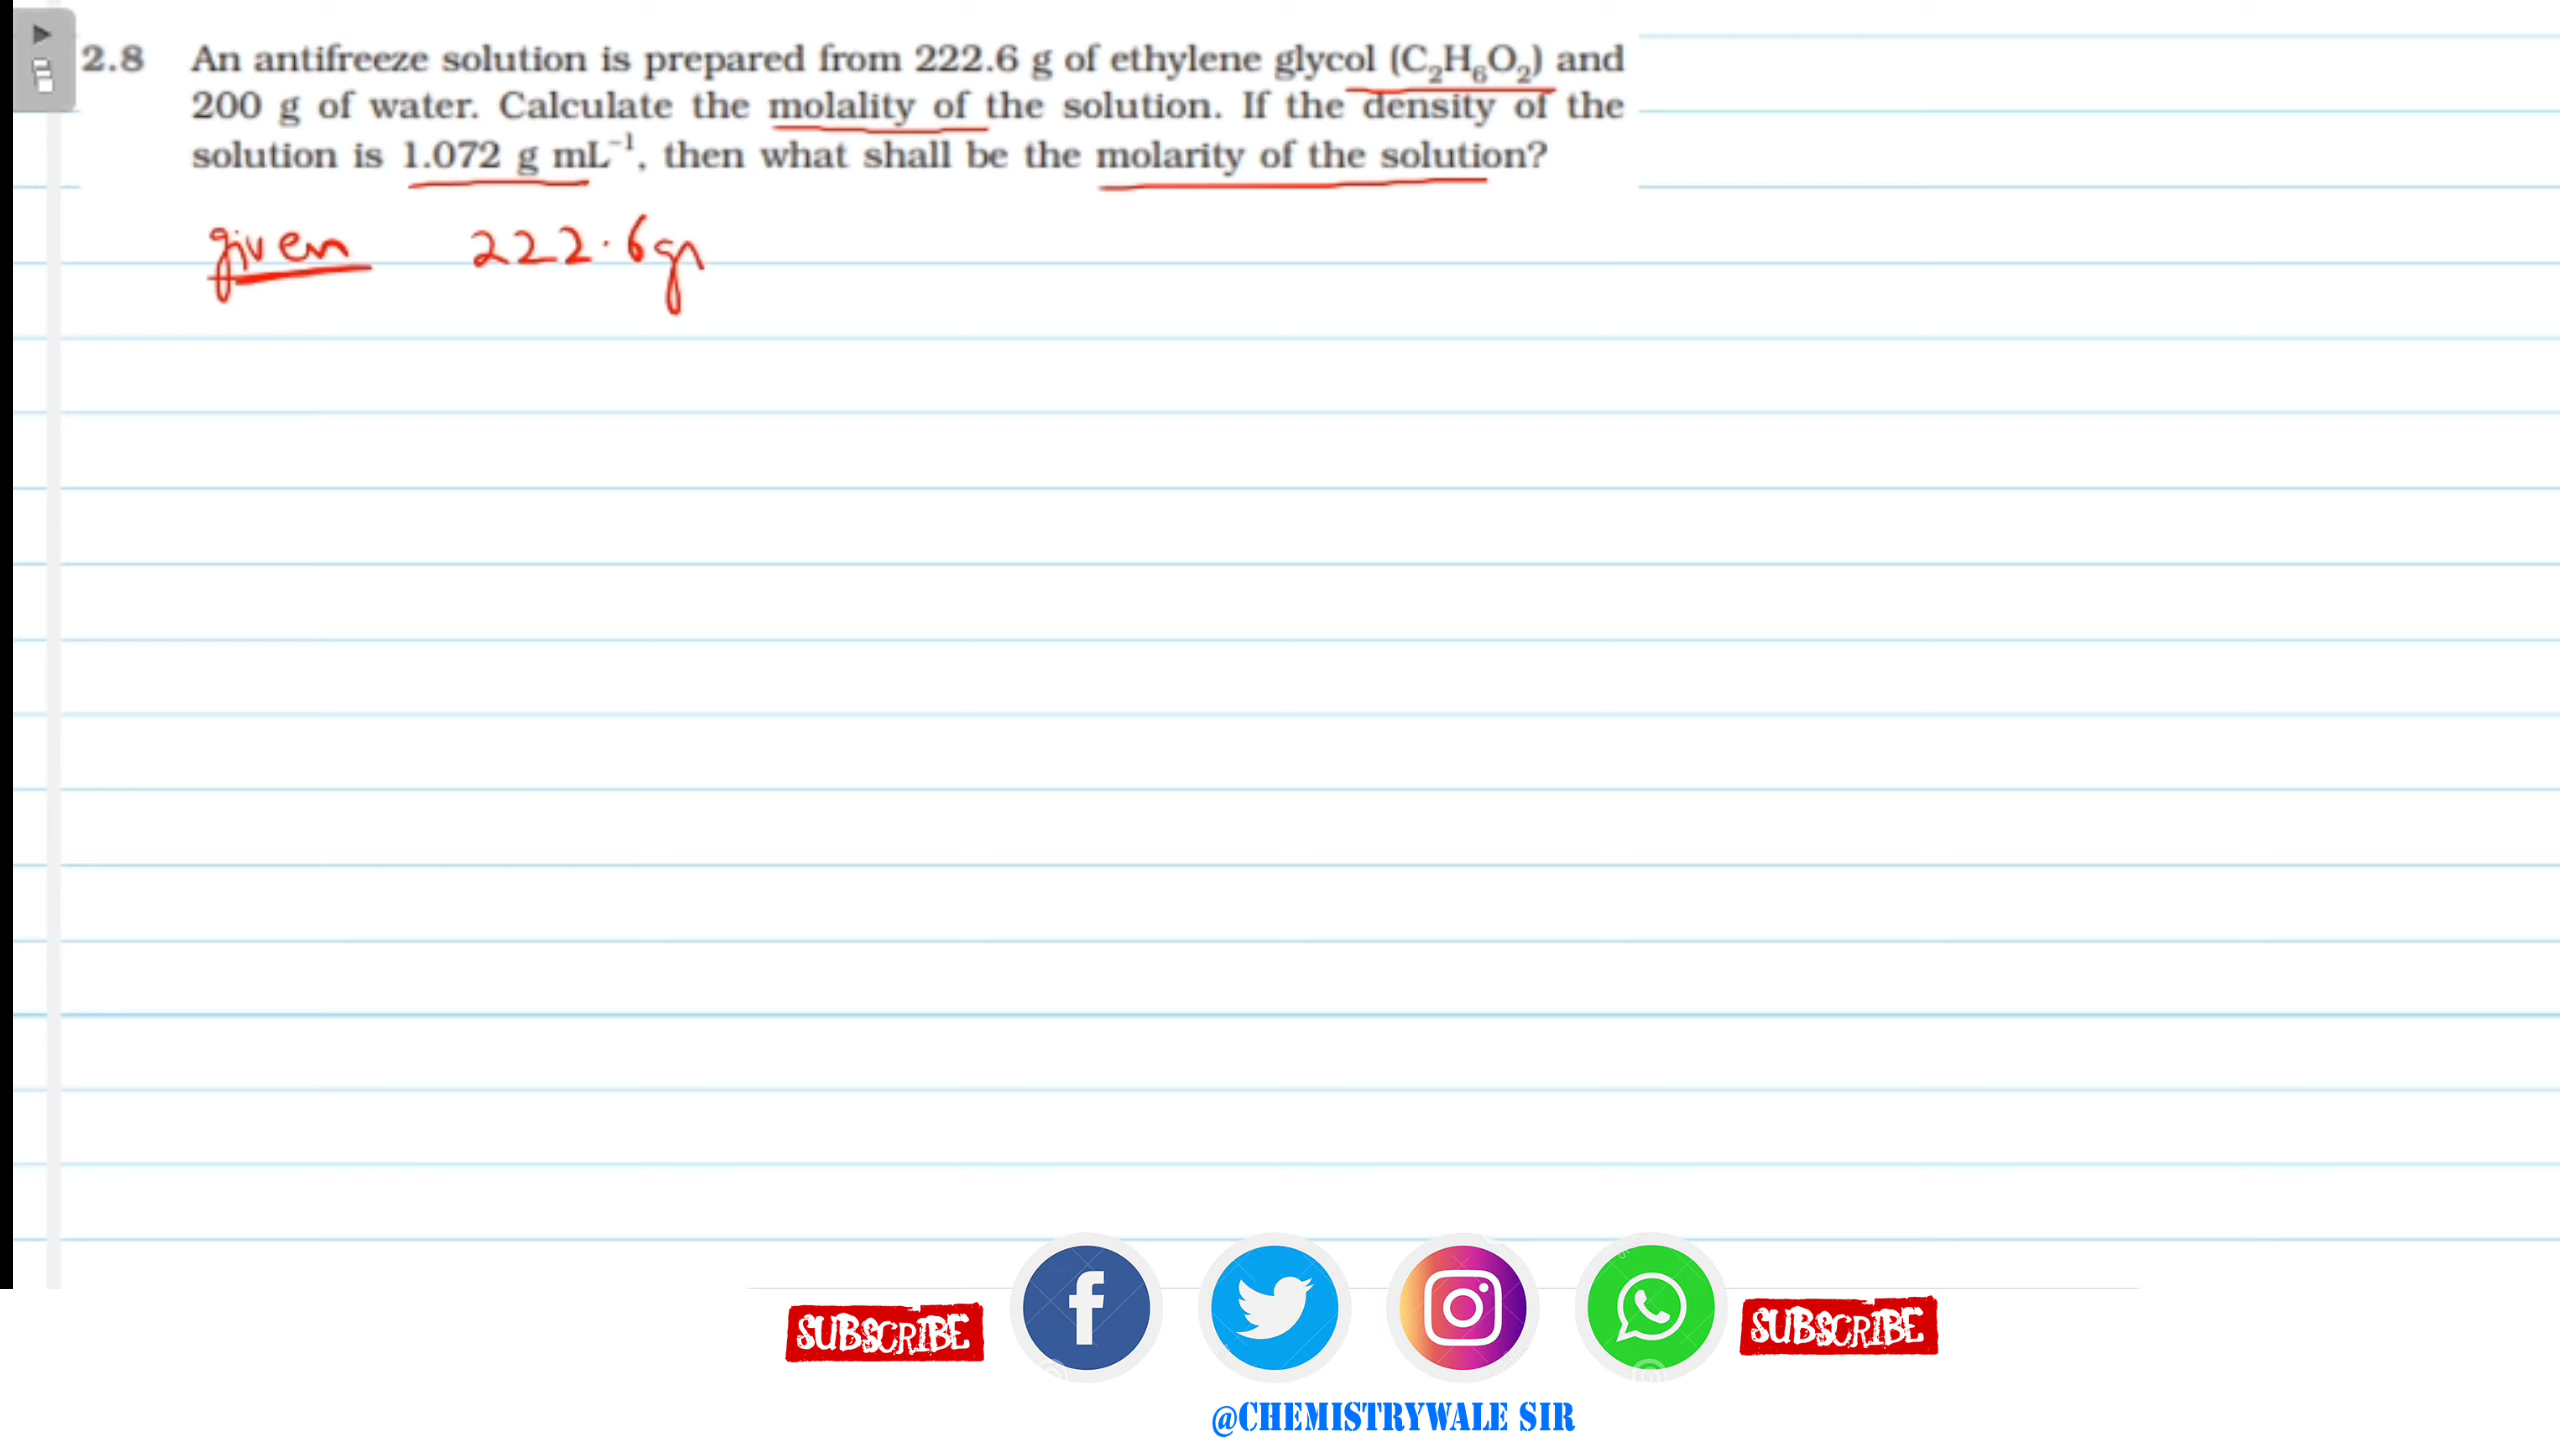 2.8 An antifreeze solution is prepared from 222.6 g of ethylene glycol (C₂H₆O₂) and
200 g of water. Calculate the molality of the solution. If the density of the
solution is 1.072 g mL⁻¹, then what shall be the molarity of the solution?
given 222.6gr
SUBSCRIBE SUBSCRIBE
@CHEMISTRYWALE SIR